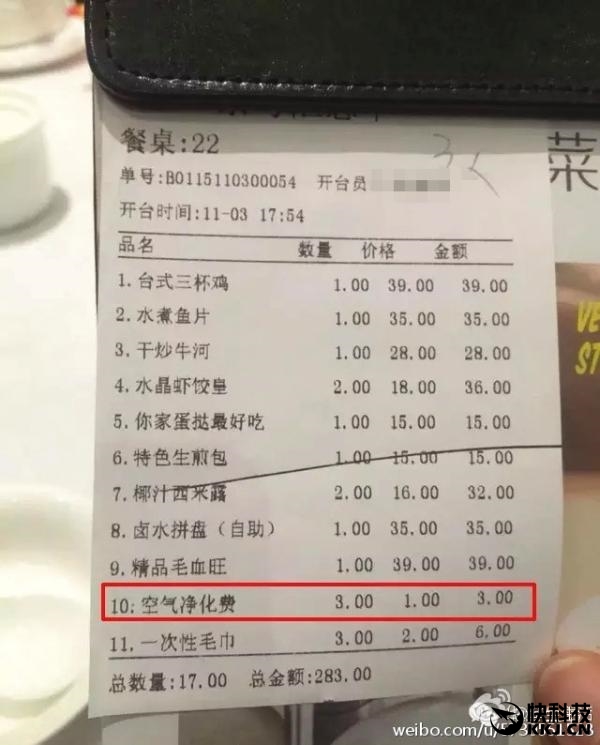 餐桌:22
单号:B0115110300054 开台员
开台时间:11-03 17:54
品名 数量 价格 金额
1.台式三杯鸡 1.00 39.00 39.00
2.水煮鱼片 1.00 35.00 35.00
3.干炒牛河 1.00 28.00 28.00
4.水晶虾饺皇 2.00 18.00 36.00
5.你家蛋挞最好吃 1.00 15.00 15.00
6.特色生煎包 1.00 15.00 15.00
7.椰汁西米露 2.00 16.00 32.00
8.卤水拼盘（自助） 1.00 35.00 35.00
9.精品毛血旺 1.00 39.00 39.00
10.空气净化费 3.00 1.00 3.00
11.一次性毛巾 3.00 2.00 6.00
总数量:17.00 总金额:283.00
菜
VE
ST
快科技
KKJ.CN
weibo.com/u/